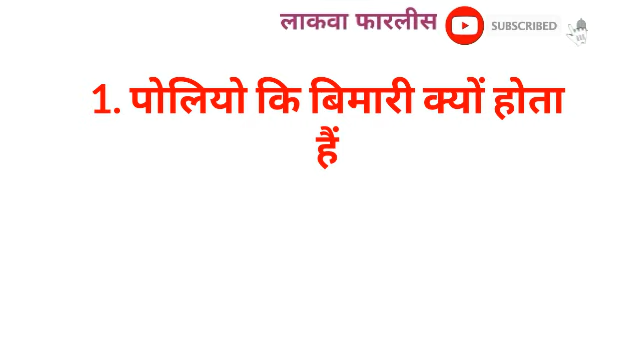 लाकवा फारलीस SUBSCRIBED
1. पोलियो कि बिमारी क्यों होता
हैं